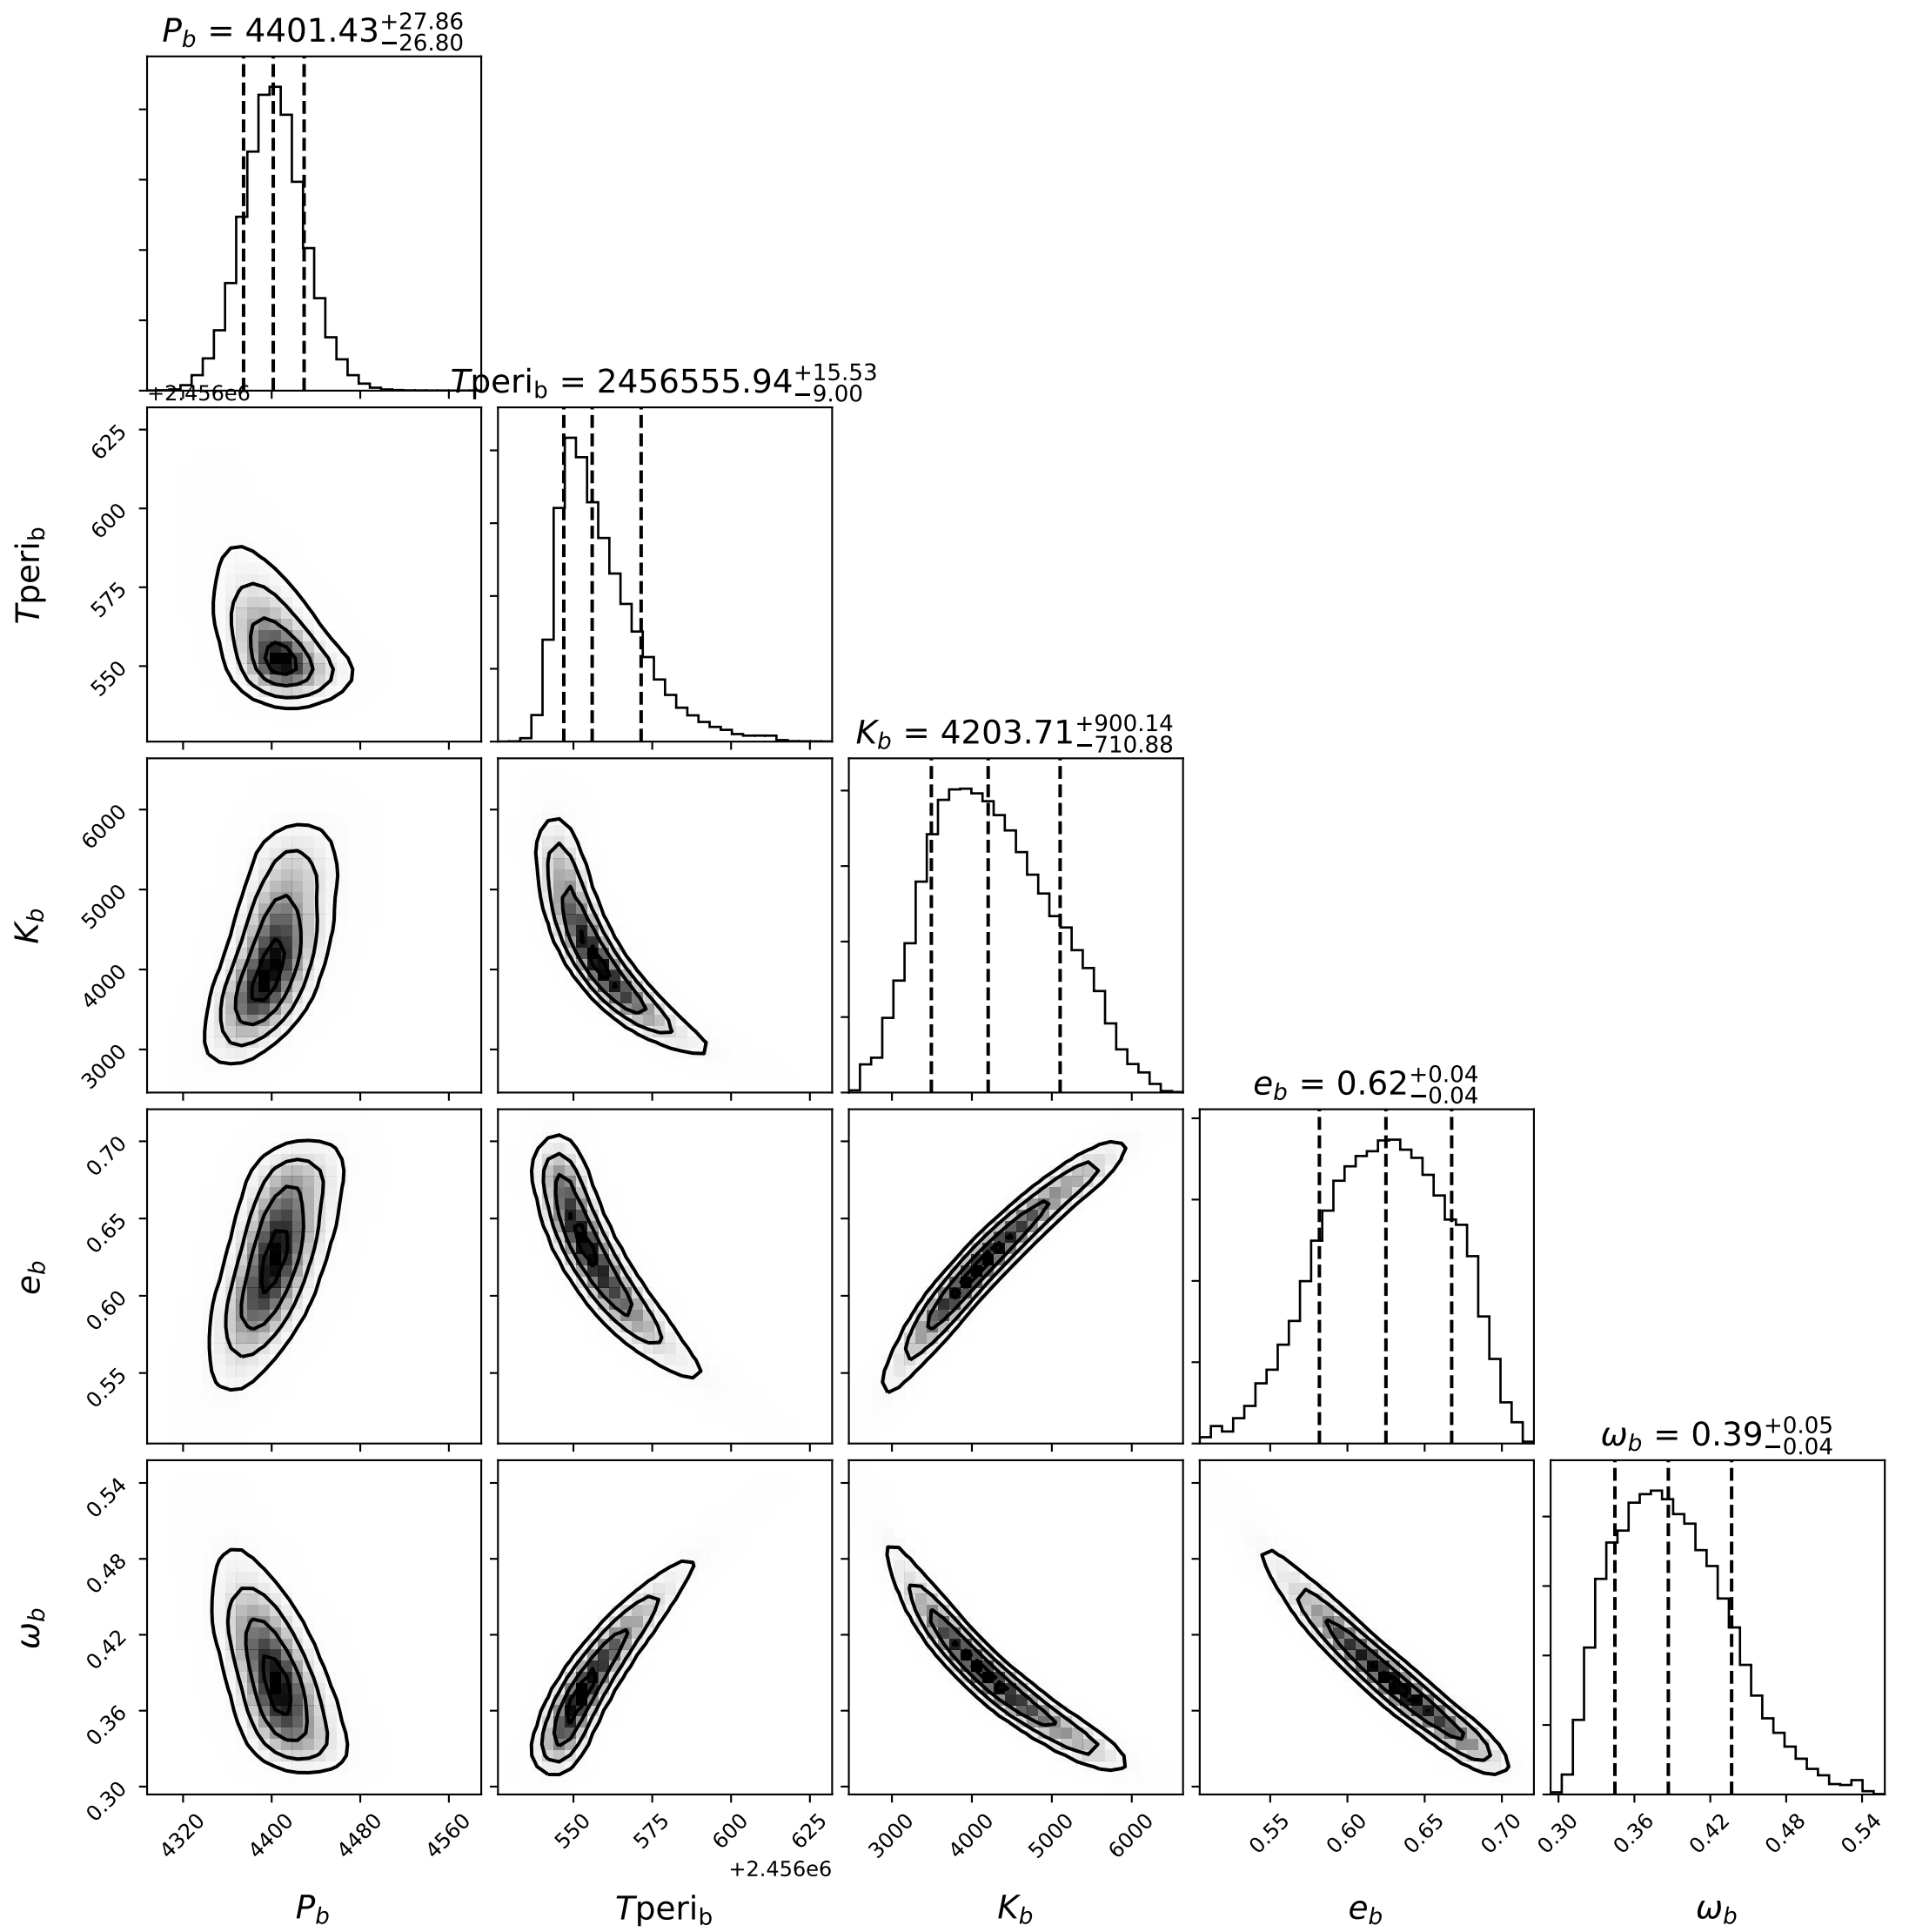 P_b = 4401.43^{+27.86}_{−26.80}
+2.456e6
Tperi_b = 2456555.94^{+15.53}_{−9.00}
625
600
575
550
Tperi_b
K_b = 4203.71^{+900.14}_{−710.88}
6000
5000
4000
3000
K_b
e_b = 0.62^{+0.04}_{−0.04}
0.70
0.65
0.60
0.55
e_b
ω_b = 0.39^{+0.05}_{−0.04}
0.54
0.48
0.42
0.36
0.30
ω_b
4320 4400 4480 4560
550 575 600 625
+2.456e6
3000 4000 5000 6000
0.55 0.60 0.65 0.70
0.30 0.36 0.42 0.48 0.54
P_b Tperi_b K_b e_b ω_b